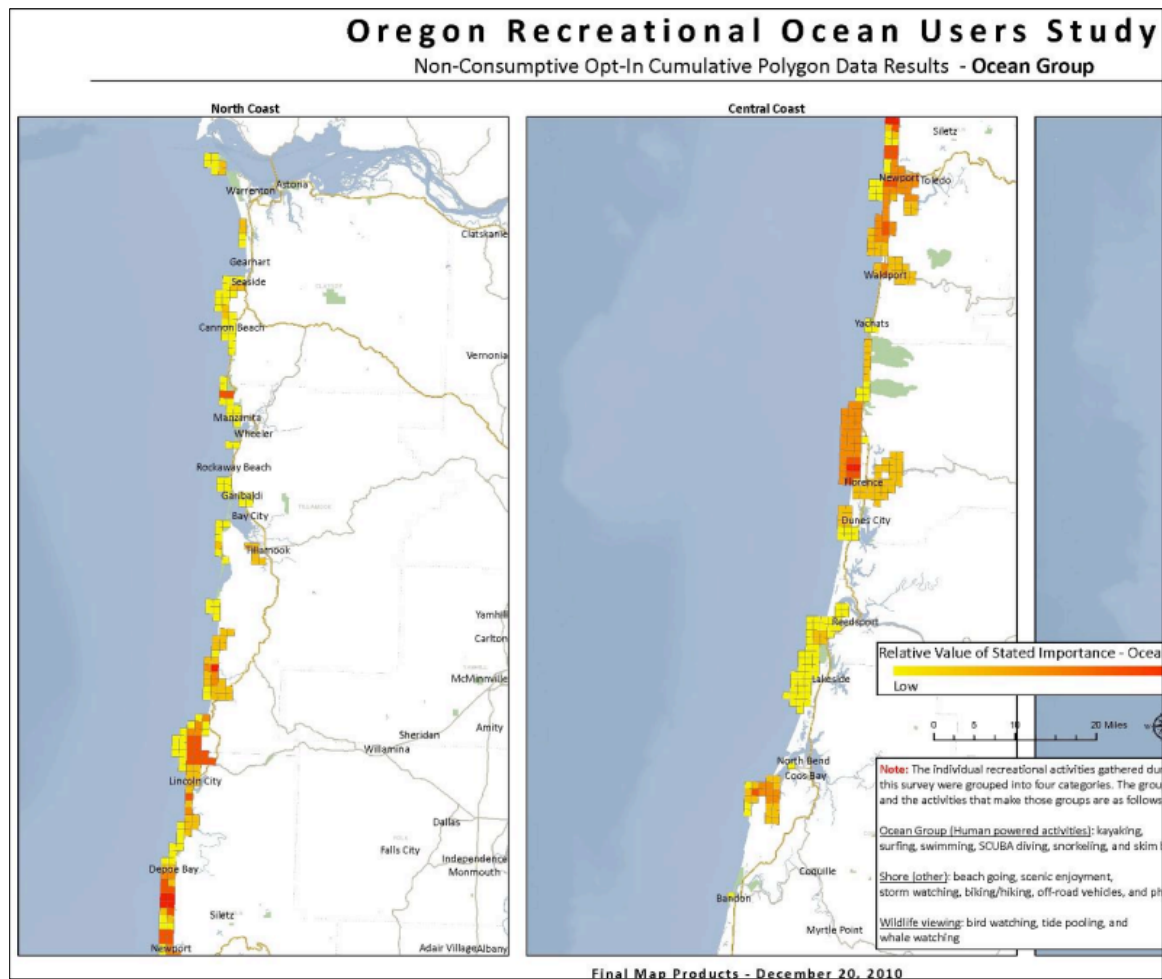 Oregon Recreational Ocean Users Study
Non-Consumptive Opt-In Cumulative Polygon Data Results - Ocean Group
North Coast
Warrenton
Astoria
Clatskanie
Gearhart
Seaside
CLATSOP
Cannon Beach
Vernonia
Manzanita
Wheeler
Rockaway Beach
Garibaldi
TILLAMOOK
Bay City
Tillamook
Yamhill
Carlton
YAMHILL
McMinnville
Amity
Sheridan
Willamina
Lincoln City
Dallas
POLK
Falls City
Independence
Monmouth
Depoe Bay
Siletz
Newport
Adair Village
Albany
Central Coast
Siletz
Newport
Toledo
Waldport
Yachats
Florence
Dunes City
Reedsport
Lakeside
North Bend
Coos Bay
Coquille
Bandon
Myrtle Point
Relative Value of Stated Importance - Ocea
Low
0 5 10 20 Miles
Note: The individual recreational activities gathered dur
this survey were grouped into four categories. The grou
and the activities that make those groups are as follows
Ocean Group (Human powered activities): kayaking,
surfing, swimming, SCUBA diving, snorkeling, and skim
Shore (other): beach going, scenic enjoyment,
storm watching, biking/hiking, off-road vehicles, and ph
Wildlife viewing: bird watching, tide pooling, and
whale watching
Final Map Products - December 20, 2010